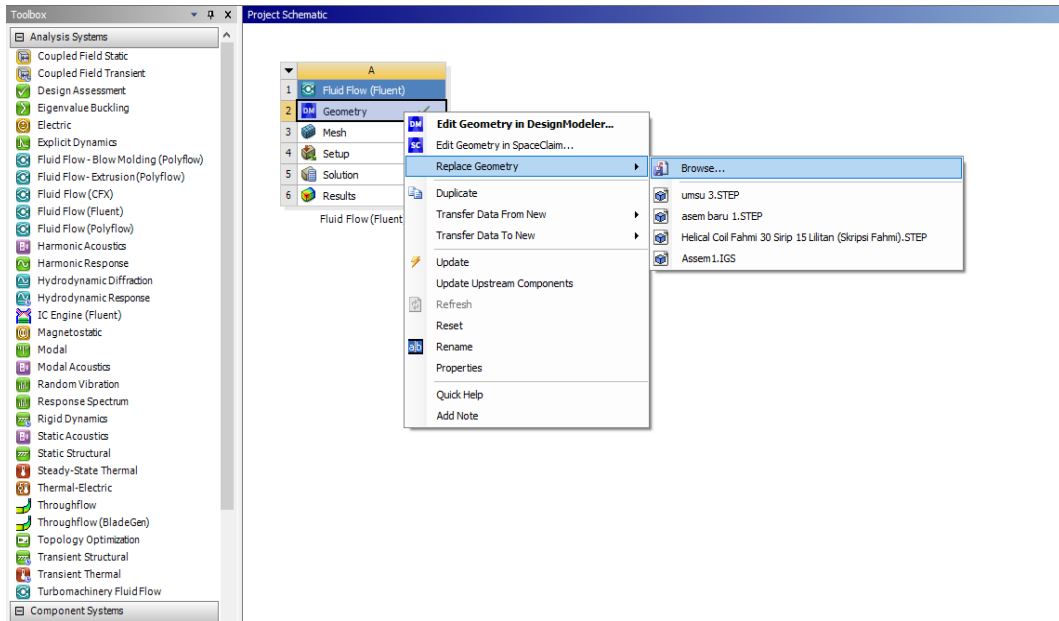 Toolbox
Project Schematic
Analysis Systems
Coupled Field Static
Coupled Field Transient
Design Assessment
Eigenvalue Buckling
Electric
Explicit Dynamics
Fluid Flow - Blow Molding (Polyflow)
Fluid Flow - Extrusion (Polyflow)
Fluid Flow (CFX)
Fluid Flow (Fluent)
Fluid Flow (Polyflow)
Harmonic Acoustics
Harmonic Response
Hydrodynamic Diffraction
Hydrodynamic Response
IC Engine (Fluent)
Magnetostatic
Modal
Modal Acoustics
Random Vibration
Response Spectrum
Rigid Dynamics
Static Acoustics
Static Structural
Steady-State Thermal
Thermal-Electric
Throughflow
Throughflow (BladeGen)
Topology Optimization
Transient Structural
Transient Thermal
Turbomachinery Fluid Flow
Component Systems
A
1 Fluid Flow (Fluent)
2 DM Geometry
3 Mesh
4 Setup
5 Solution
6 Results
Fluid Flow (Fluent
DM Edit Geometry in DesignModeler...
SC Edit Geometry in SpaceClaim...
Replace Geometry
Duplicate
Transfer Data From New
Transfer Data To New
Update
Update Upstream Components
Refresh
Reset
a|b Rename
Properties
Quick Help
Add Note
Browse...
umsu 3.STEP
asem baru 1.STEP
Helical Coil Fahmi 30 Sirip 15 Lilitan (Skripsi Fahmi).STEP
Assem1.IGS